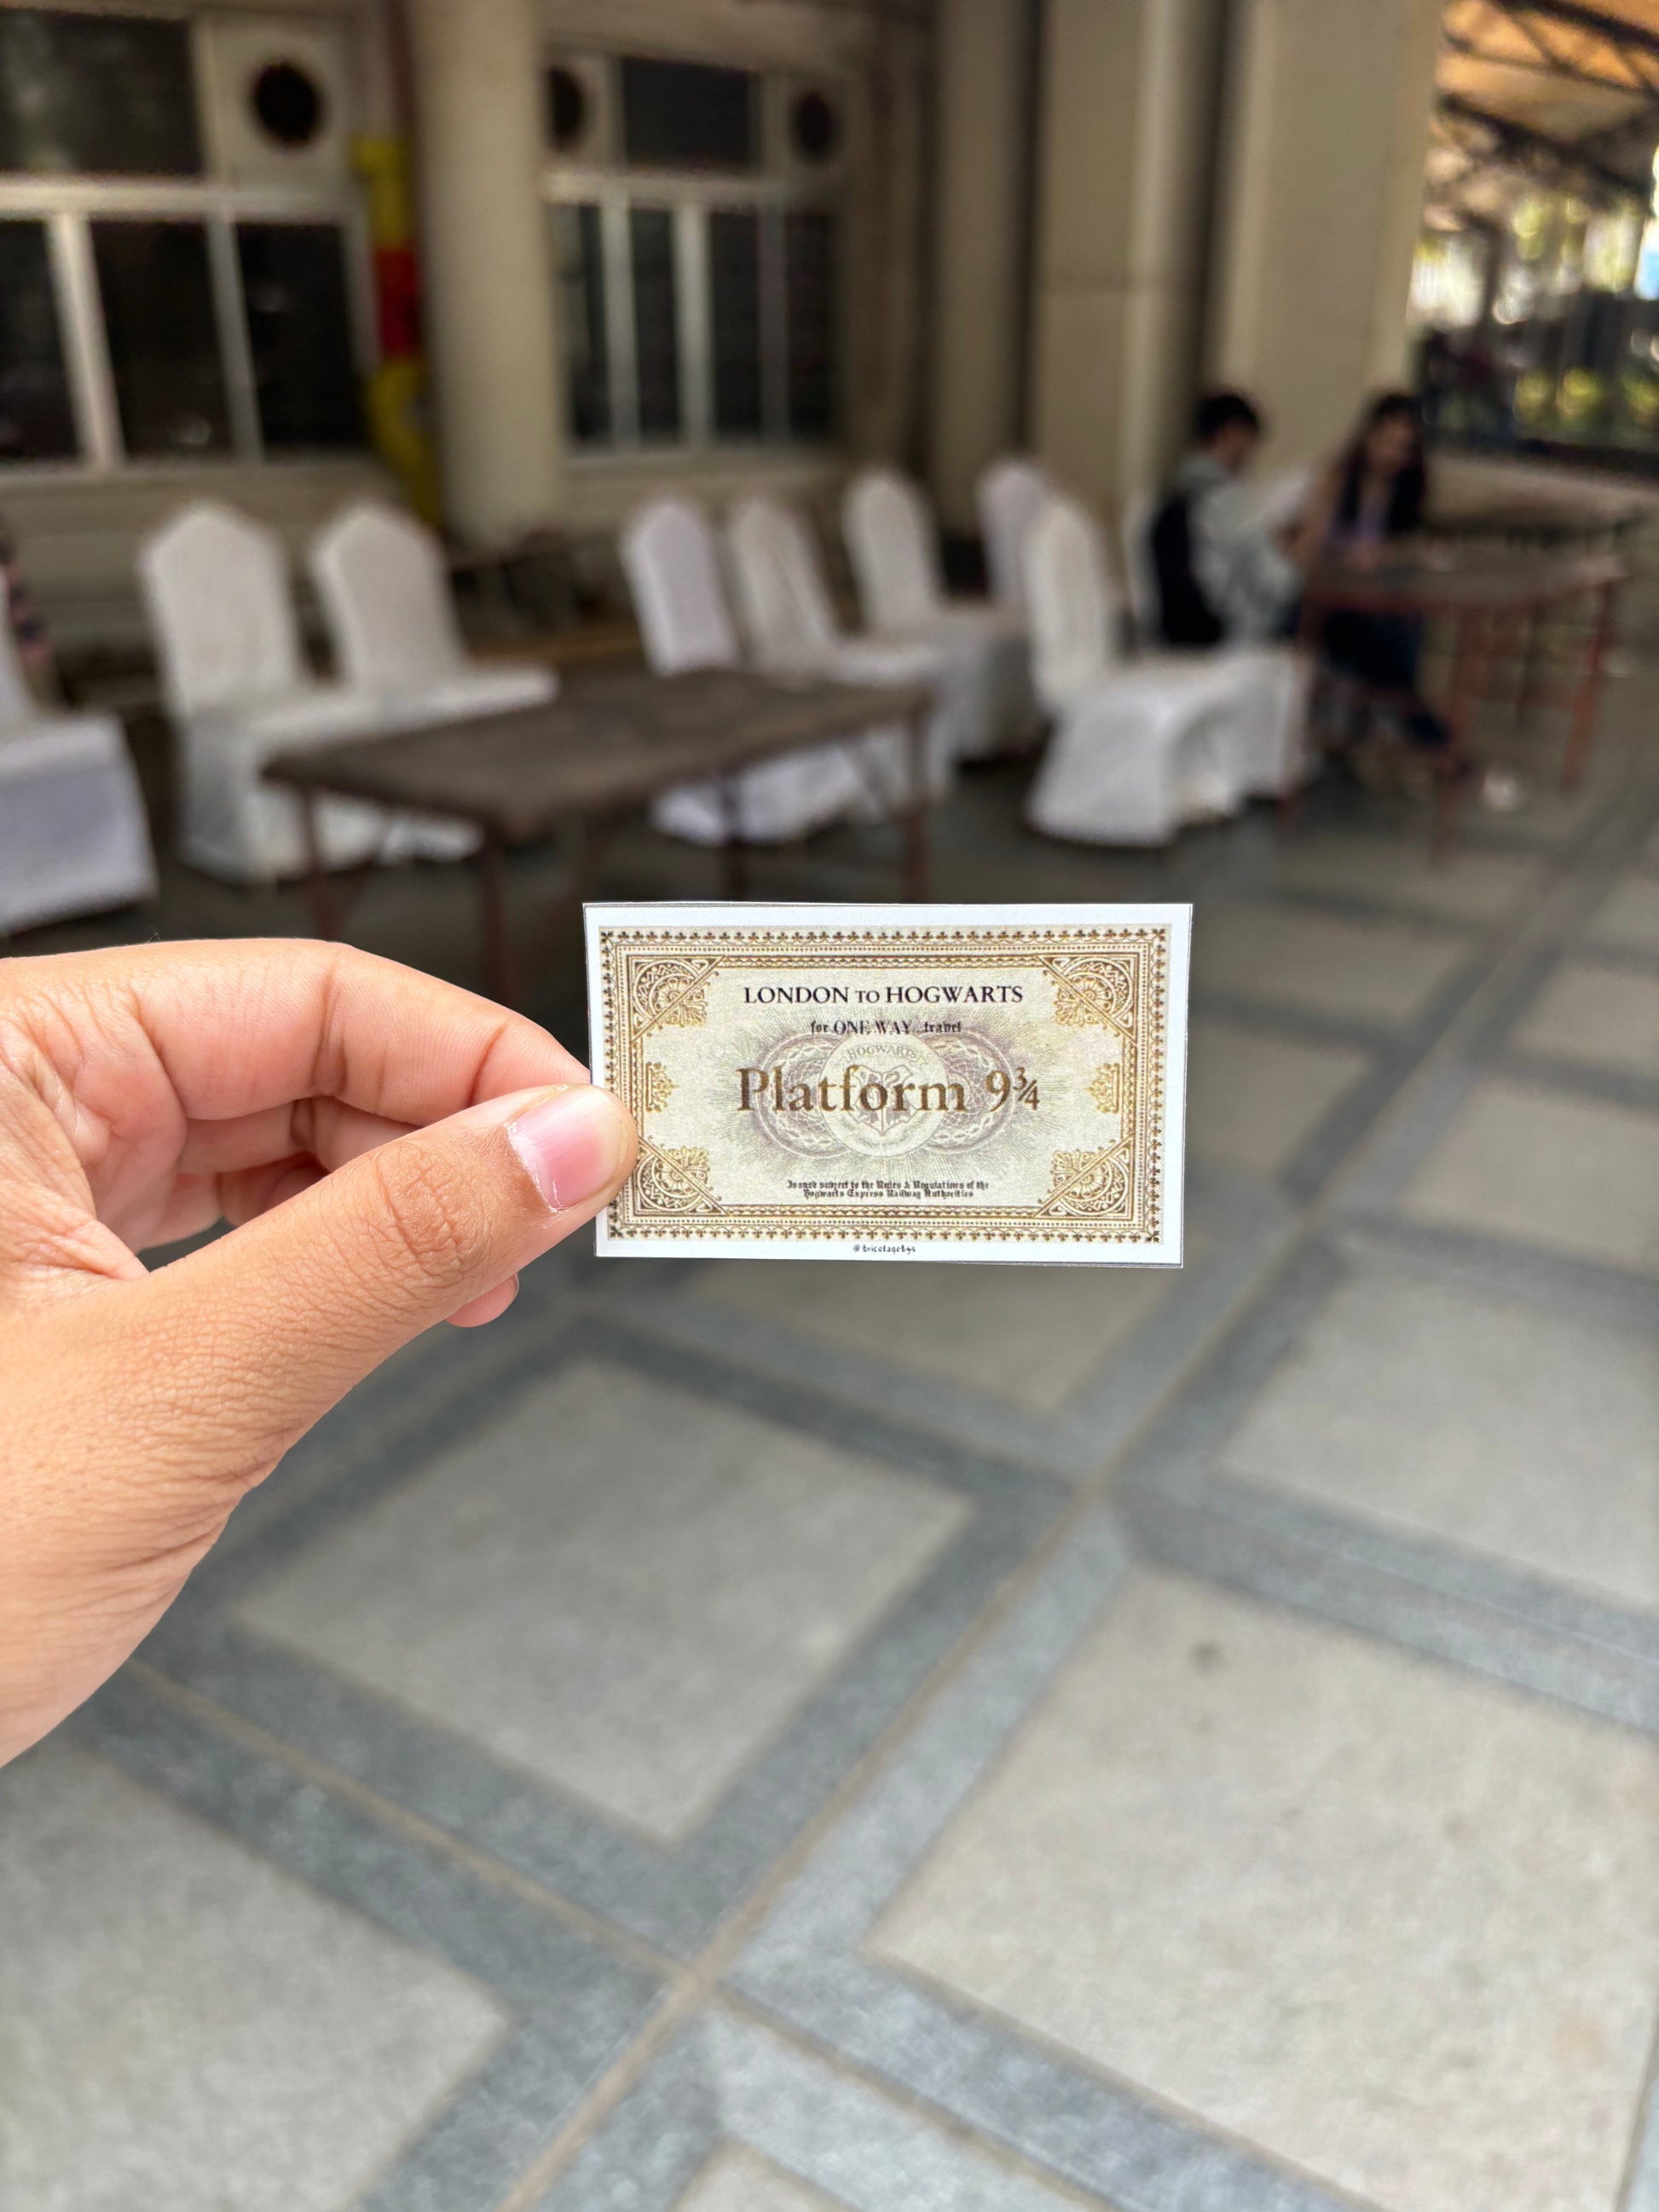 LONDON TO HOGWARTS
for ONE WAY...travel
HOGWARTS
Platform 9¾
Issued subject to the Rules & Regulations of the
Hogwarts Express Railway Authorities